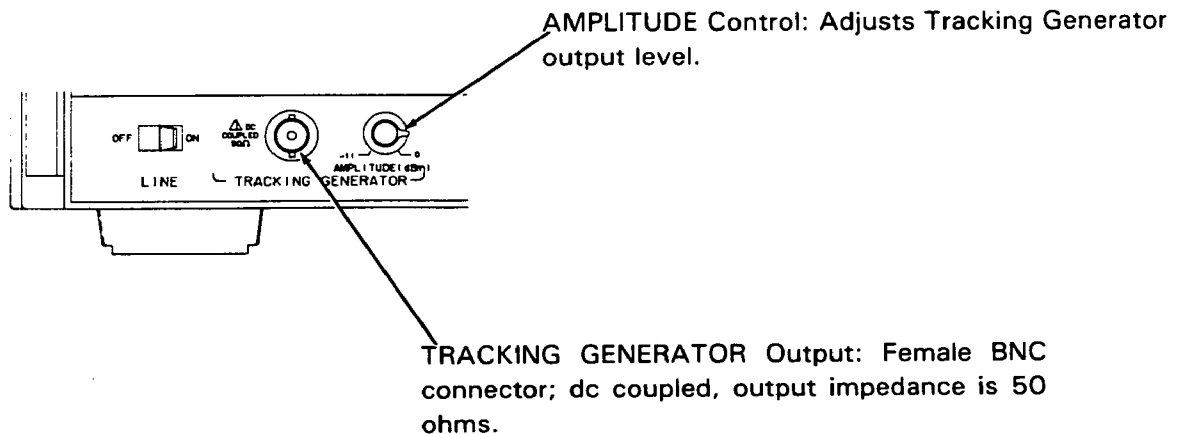 AMPLITUDE Control: Adjusts Tracking Generator
output level.
OFF ON
LINE
⚠ DC
COUPLED
50Ω
-11 0
AMPLITUDE(dBm)
TRACKING GENERATOR
TRACKING GENERATOR Output: Female BNC
connector; dc coupled, output impedance is 50
ohms.